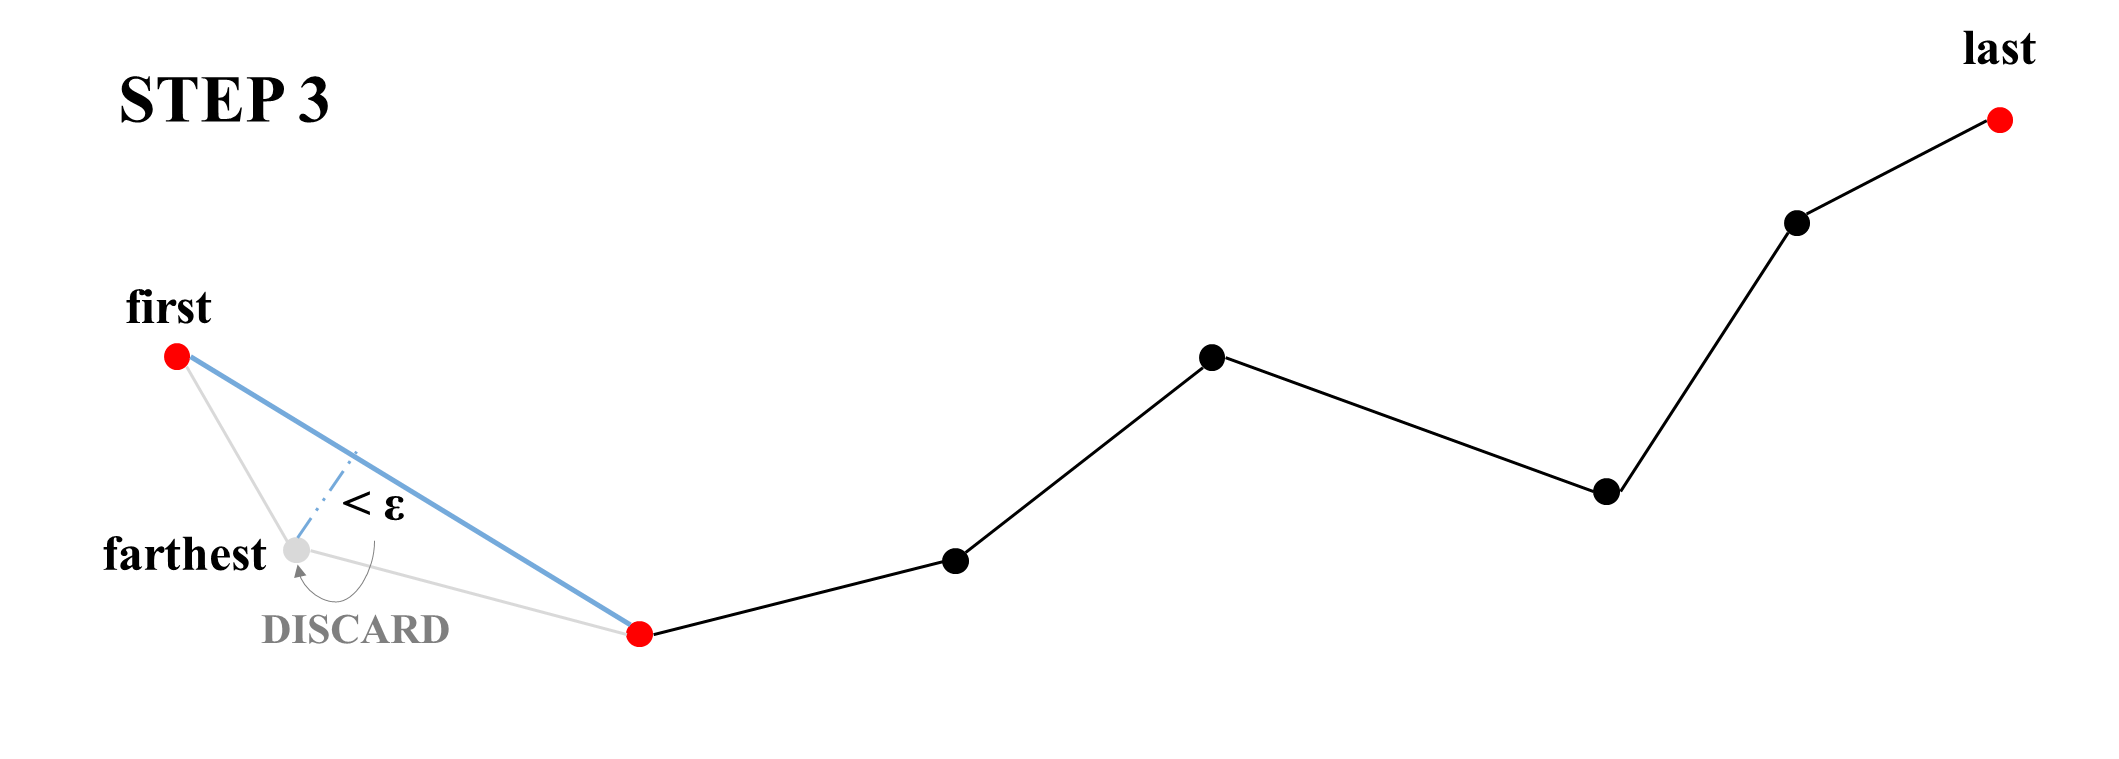 STEP 3
last
first
< ε
farthest
DISCARD